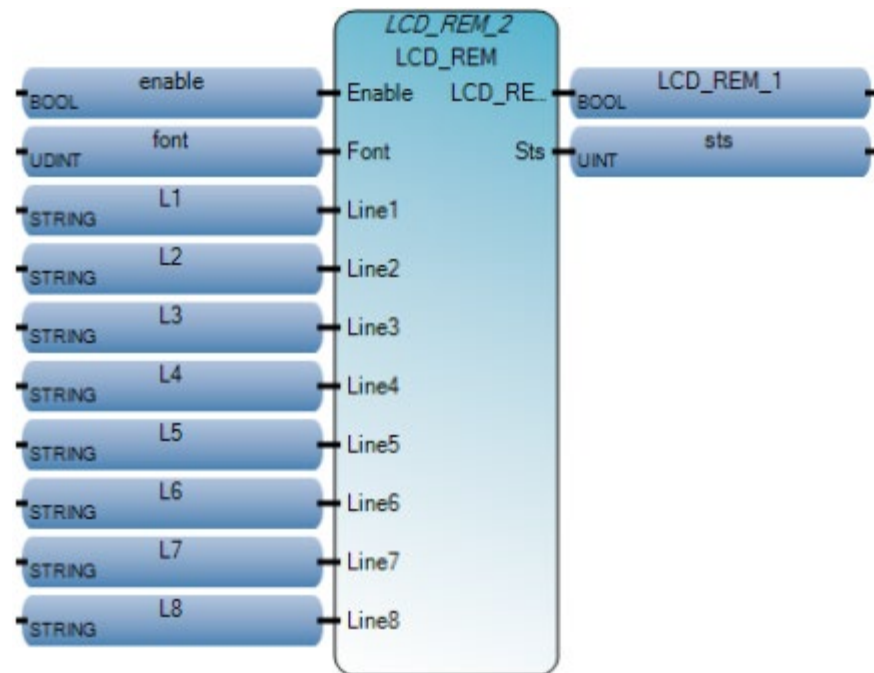 LCD_REM_2
LCD_REM
enable
BOOL
Enable
LCD_RE...
LCD_REM_1
BOOL
font
UDINT
Font
Sts
sts
UINT
L1
STRING
Line1
L2
STRING
Line2
L3
STRING
Line3
L4
STRING
Line4
L5
STRING
Line5
L6
STRING
Line6
L7
STRING
Line7
L8
STRING
Line8